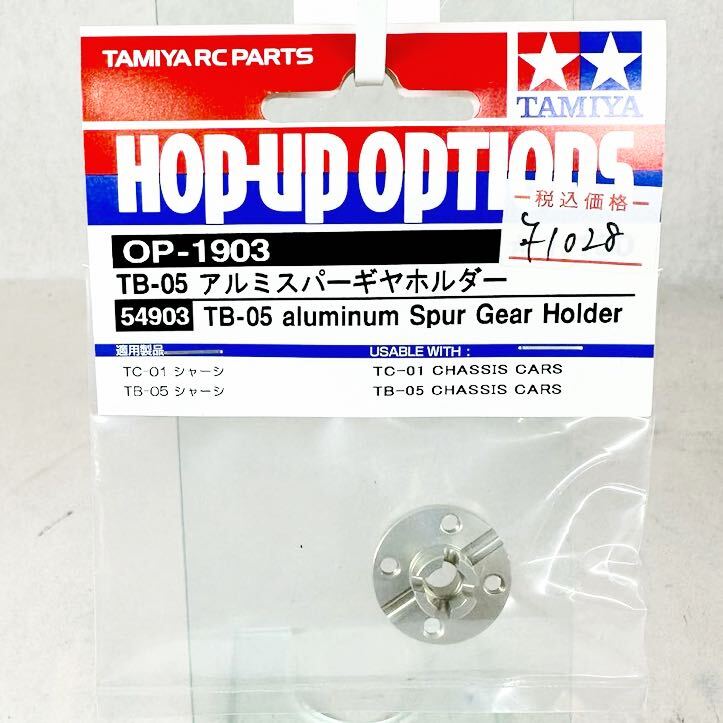 TAMIYA RC PARTS
TAMIYA
HOP-UP OPTIONS
税込価格
¥1028
OP-1903
TB-05 アルミスパーギヤホルダー
54903 TB-05 aluminum Spur Gear Holder
適用製品 USABLE WITH :
TC-01 シャーシ TC-01 CHASSIS CARS
TB-05 シャーシ TB-05 CHASSIS CARS